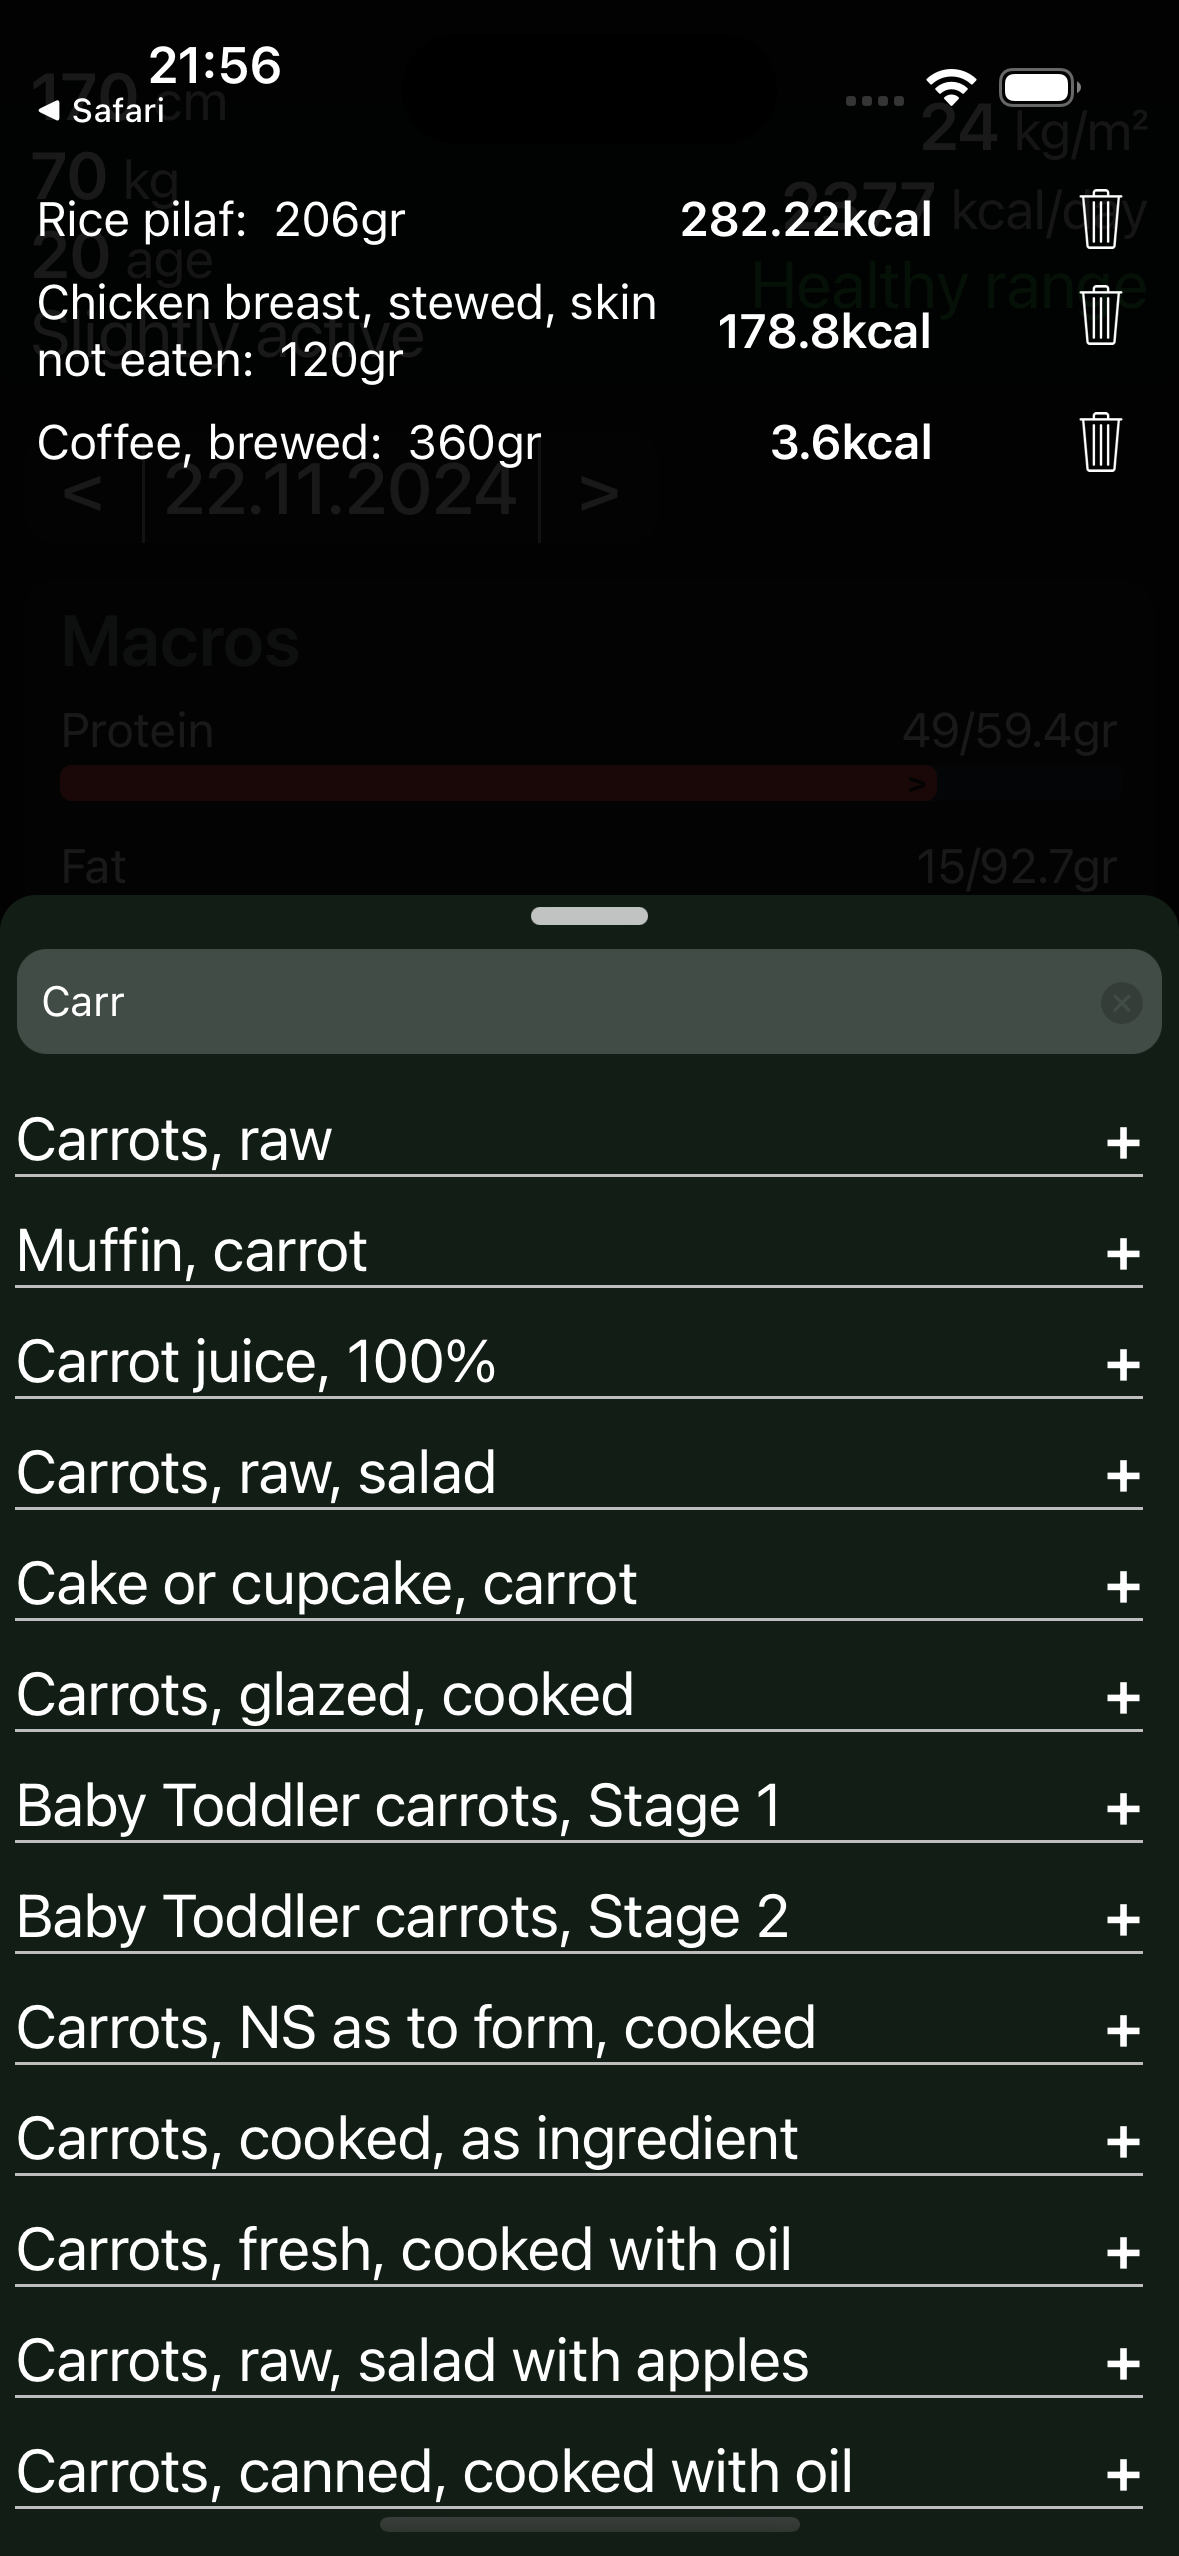 21:56
◀ Safari
170 cm
24 kg/m²
70 kg
2377 kcal/day
Rice pilaf: 206gr 282.22kcal
20 age
Healthy range
Chicken breast, stewed, skin
not eaten: 120gr 178.8kcal
Slightly active
Coffee, brewed: 360gr 3.6kcal
< 22.11.2024 >
Macros
Protein 49/59.4gr
>
Fat 15/92.7gr
Carr
Carrots, raw +
Muffin, carrot +
Carrot juice, 100% +
Carrots, raw, salad +
Cake or cupcake, carrot +
Carrots, glazed, cooked +
Baby Toddler carrots, Stage 1 +
Baby Toddler carrots, Stage 2 +
Carrots, NS as to form, cooked +
Carrots, cooked, as ingredient +
Carrots, fresh, cooked with oil +
Carrots, raw, salad with apples +
Carrots, canned, cooked with oil +